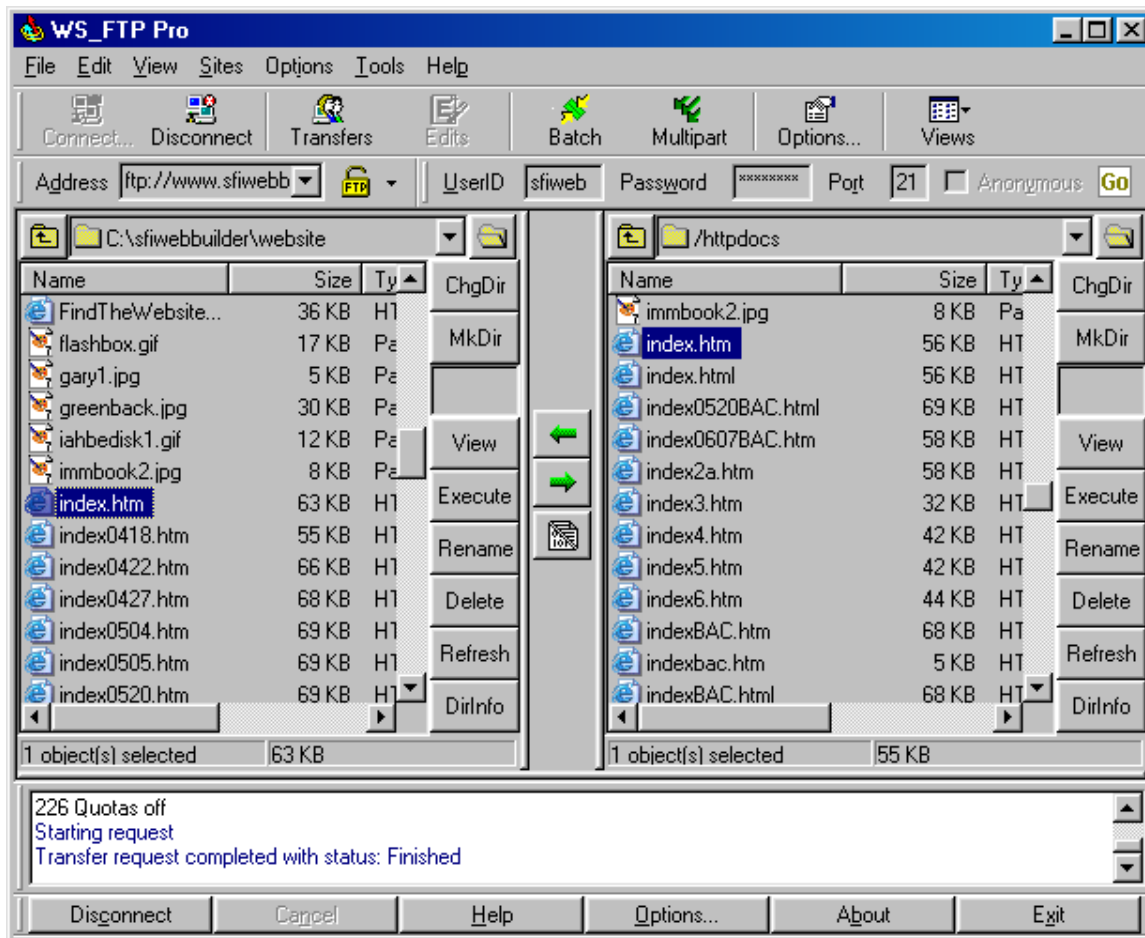 WS_FTP Pro
File Edit View Sites Options Tools Help
Connect... Disconnect Transfers Edits Batch Multipart Options... Views
Address ftp://www.sfiwebb FTP UserID sfiweb Password ******** Port 21 Anonymous Go
C:\sfiwebbuilder\website
Name Size Ty
FindTheWebsite... 36 KB HT
flashbox.gif 17 KB Pa
gary1.jpg 5 KB Pa
greenback.jpg 30 KB Pa
iahbedisk1.gif 12 KB Pa
immbook2.jpg 8 KB Pa
index.htm 63 KB HT
index0418.htm 55 KB HT
index0422.htm 66 KB HT
index0427.htm 68 KB HT
index0504.htm 69 KB HT
index0505.htm 69 KB HT
index0520.htm 69 KB HT
1 object(s) selected 63 KB
ChgDir
MkDir
View
Execute
Rename
Delete
Refresh
DirInfo
/httpdocs
Name Size Ty
immbook2.jpg 8 KB Pa
index.htm 56 KB HT
index.html 56 KB HT
index0520BAC.html 69 KB HT
index0607BAC.htm 58 KB HT
index2a.htm 58 KB HT
index3.htm 32 KB HT
index4.htm 42 KB HT
index5.htm 42 KB HT
index6.htm 44 KB HT
indexBAC.htm 68 KB HT
indexbac.htm 5 KB HT
indexBAC.html 68 KB HT
1 object(s) selected 55 KB
ChgDir
MkDir
View
Execute
Rename
Delete
Refresh
DirInfo
226 Quotas off
Starting request
Transfer request completed with status: Finished
Disconnect Cancel Help Options... About Exit